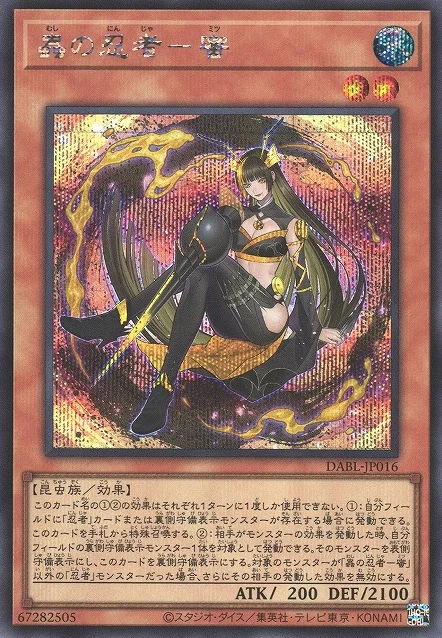 蟲の忍者－蜜
DABL-JP016
【昆虫族／効果】
このカード名の①②の効果はそれぞれ１ターンに１度しか使用できない。①：自分フィ
ールドに「忍者」カードまたは裏側守備表示モンスターが存在する場合に発動できる。
このカードを手札から特殊召喚する。②：相手がモンスターの効果を発動した時、自分
フィールドの裏側守備表示モンスター１体を対象として発動できる。そのモンスターを表側
守備表示にし、このカードを裏側守備表示にする。対象のモンスターが「蟲の忍者－蜜」
以外の「忍者」モンスターだった場合、さらにその相手の発動した効果を無効にする。
ATK/ 200 DEF/2100
67282505
©スタジオ・ダイス／集英社・テレビ東京・KONAMI